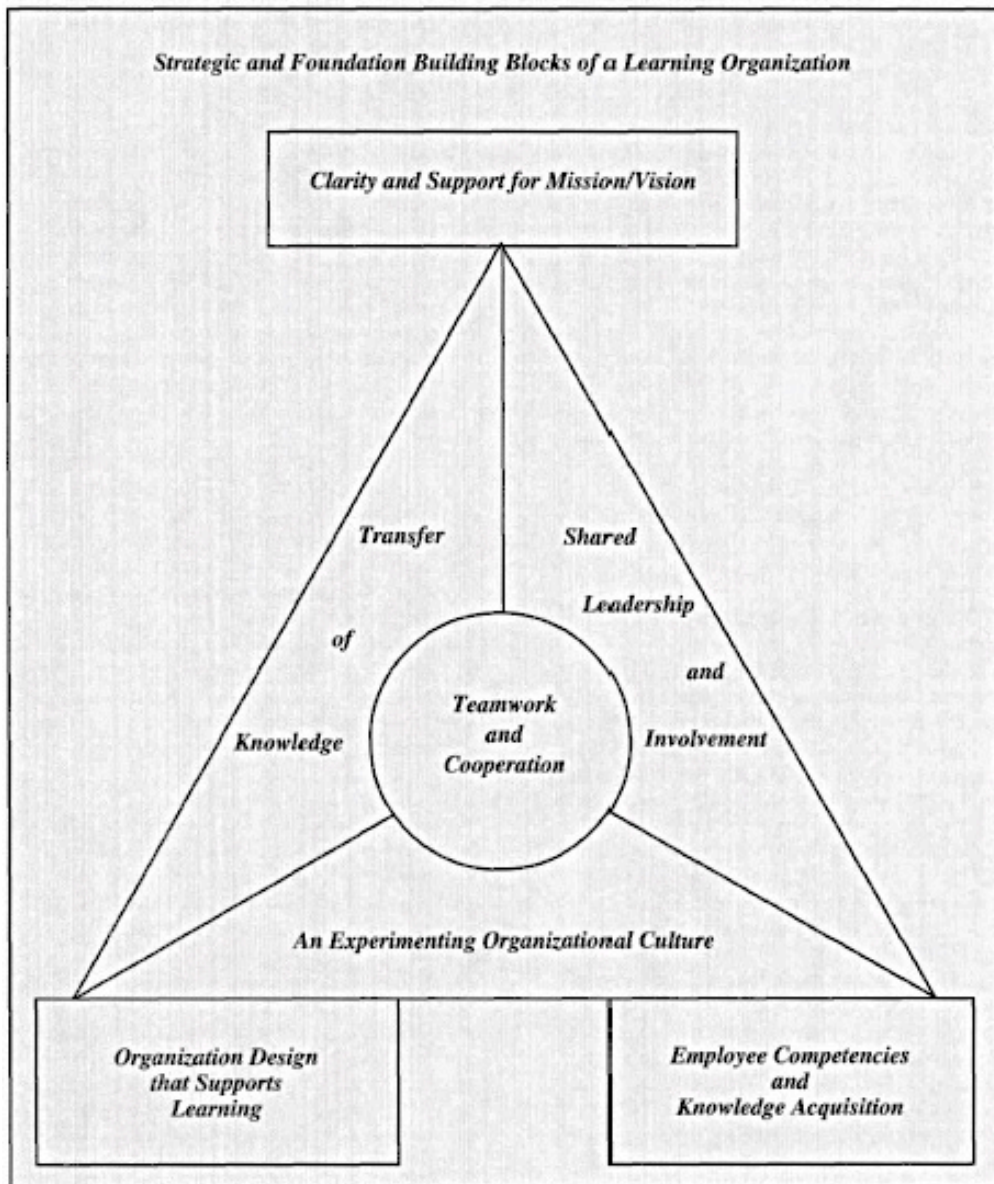 Strategic and Foundation Building Blocks of a Learning Organization
Clarity and Support for Mission/Vision
Transfer
of
Knowledge
Shared
Leadership
and
Involvement
Teamwork
and
Cooperation
An Experimenting Organizational Culture
Organization Design
that Supports
Learning
Employee Competencies
and
Knowledge Acquisition